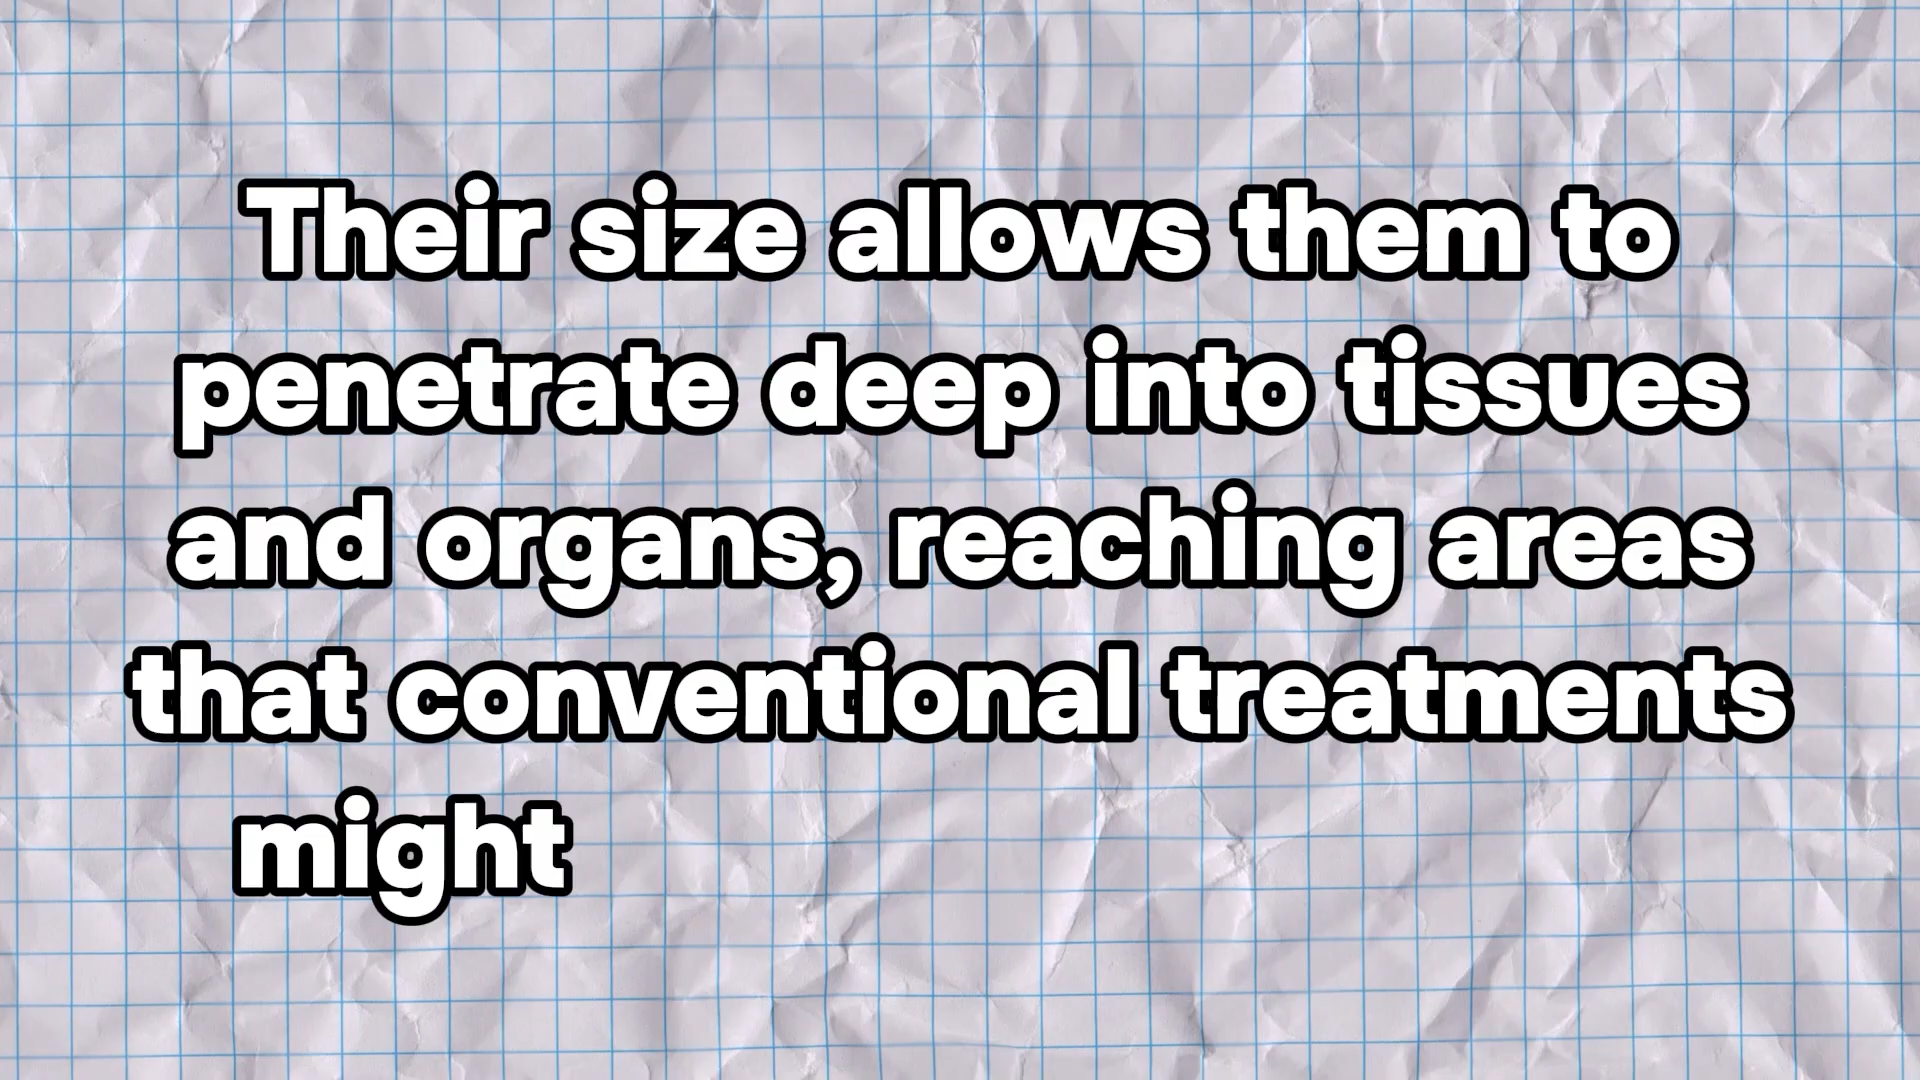 Their size allows them to
penetrate deep into tissues
and organs, reaching areas
that conventional treatments
might